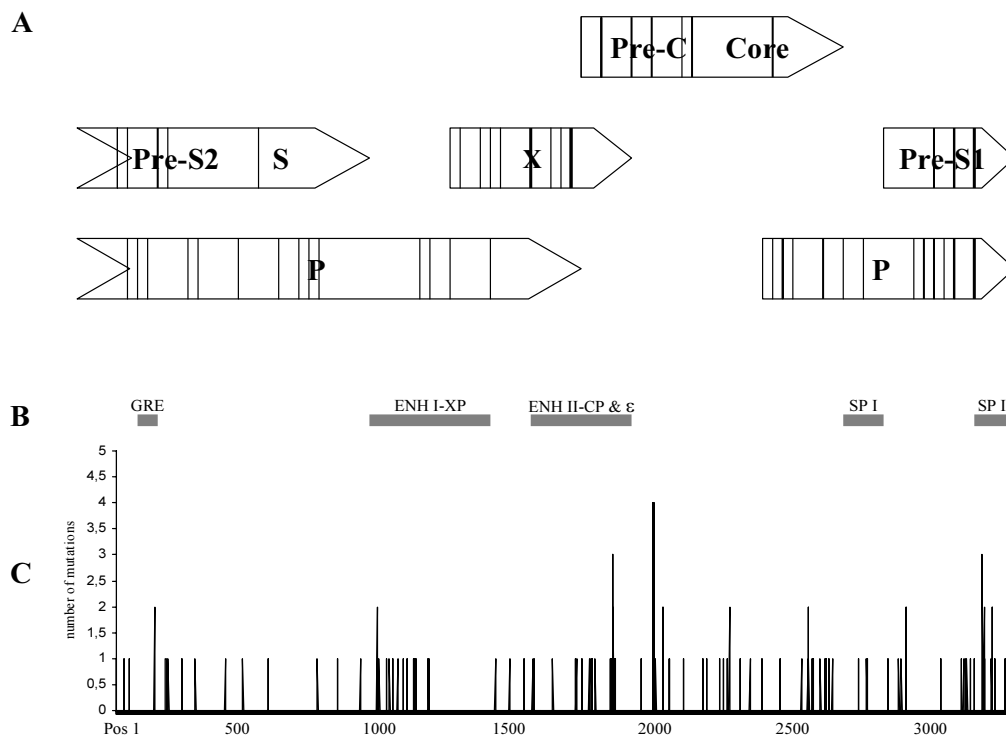 A
Pre-C Core
Pre-S2 S X Pre-S1
P P
B
GRE ENH I-XP ENH II-CP & ε SP I SP I
C
number of mutations
5
4,5
4
3,5
3
2,5
2
1,5
1
0,5
0
Pos 1 500 1000 1500 2000 2500 3000